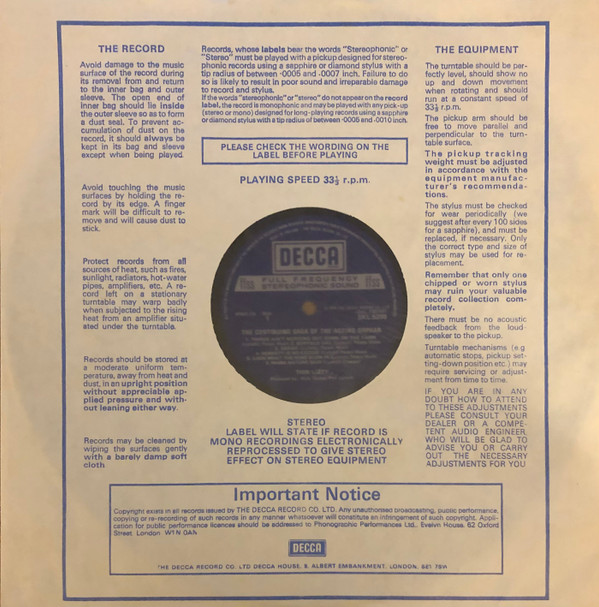 THE RECORD
Avoid damage to the music
surface of the record during
its removal from and return
to the inner bag and outer
sleeve. The open end of
inner bag should lie inside
the outer sleeve so as to form
a dust seal. To prevent ac-
cumulation of dust on the
record, it should always be
kept in its bag and sleeve
except when being played.
Avoid touching the music
surfaces by holding the re-
cord by its edges. A finger
mark will be difficult to re-
move and will cause dust to
stick.
Protect records from all
sources of heat, such as fires,
sunlight, radiators, hot-water
pipes, amplifiers, etc. A re-
cord left on a stationary
turntable may warp badly
when subjected to the rising
heat from an amplifier situ-
ated under the turntable.
Records should be stored at
a moderate uniform tem-
perature, away from heat and
dust, in an upright position
without appreciable ap-
plied pressure and with-
out leaning either way.
Records may be cleaned by
wiping the surfaces gently
with a barely damp soft
cloth
Records, whose labels bear the words "Stereophonic" or
"Stereo" must be played with a pickup designed for stereo-
phonic records using a sapphire or diamond stylus with a
tip radius of between ·0005 and ·0007 inch. Failure to do
so is likely to result in poor sound and irreparable damage
to record and stylus.
If the words "stereophonic" or "stereo" do not appear on the record
label, the record is monophonic and may be played with any pick-up
(stereo or mono) designed for long-playing records using a sapphire
or diamond stylus with a tip radius of between ·0006 and ·0010 inch.
PLEASE CHECK THE WORDING ON THE
LABEL BEFORE PLAYING
PLAYING SPEED 33⅓ r.p.m.
DECCA
FULL FREQUENCY
STEREOPHONIC SOUND
THE CONTINUING SAGA OF THE AGEING ORPHAN
THIN LIZZY
STEREO
LABEL WILL STATE IF RECORD IS
MONO RECORDINGS ELECTRONICALLY
REPROCESSED TO GIVE STEREO
EFFECT ON STEREO EQUIPMENT
THE EQUIPMENT
The turntable should be per-
fectly level, should show no
up and down movement
when rotating and should
run at a constant speed of
33⅓ r.p.m.
The pickup arm should be
free to move parallel and
perpendicular to the turn-
table surface.
The pickup tracking
weight must be adjusted
in accordance with the
equipment manufac-
turer's recommenda-
tions.
The stylus must be checked
for wear periodically (we
suggest after every 100 sides
for a sapphire), and must be
replaced, if necessary. Only
the correct type and size of
stylus may be used for re-
placement.
Remember that only one
chipped or worn stylus
may ruin your valuable
record collection com-
pletely.
There must be no acoustic
feedback from the loud-
speaker to the pickup.
Turntable mechanisms (e.g
automatic stops, pickup set-
ting-down position etc.) may
require servicing or adjust-
ment from time to time.
IF YOU ARE IN ANY
DOUBT HOW TO ATTEND
TO THESE ADJUSTMENTS
PLEASE CONSULT YOUR
DEALER OR A COMPE-
TENT AUDIO ENGINEER
WHO WILL BE GLAD TO
ADVISE YOU OR CARRY
OUT THE NECESSARY
ADJUSTMENTS FOR YOU
Important Notice
Copyright exists in all records issued by THE DECCA RECORD CO. LTD. Any unauthorised broadcasting, public performance,
copying or re-recording of such records in any manner whatsoever will constitute an infringement of such copyright. Appli-
cation for public performance licences should be addressed to Phonographic Performances Ltd., Evelyn House, 62 Oxford
Street London W1N 0AN
DECCA
THE DECCA RECORD CO. LTD DECCA HOUSE, 9, ALBERT EMBANKMENT, LONDON, SE1 7SW